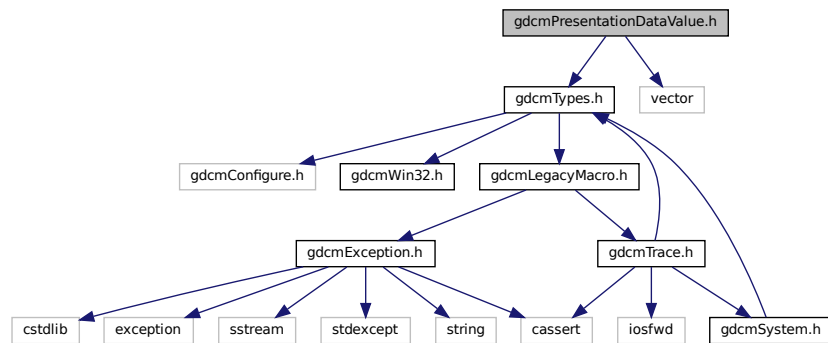 gdcmPresentationDataValue.h
gdcmTypes.h
vector
gdcmConfigure.h
gdcmWin32.h
gdcmLegacyMacro.h
gdcmException.h
gdcmTrace.h
cstdlib
exception
sstream
stdexcept
string
cassert
iosfwd
gdcmSystem.h